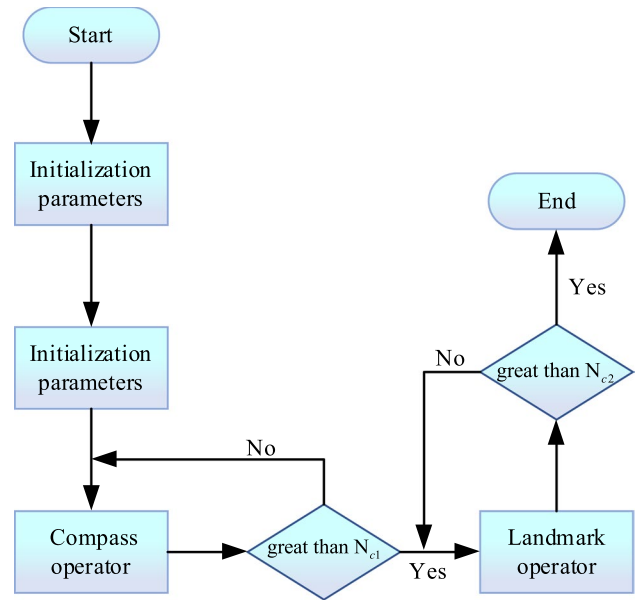 Start
Initialization
parameters
Initialization
parameters
No
Compass
operator
great than Nc1
Yes
Landmark
operator
No
great than Nc2
Yes
End